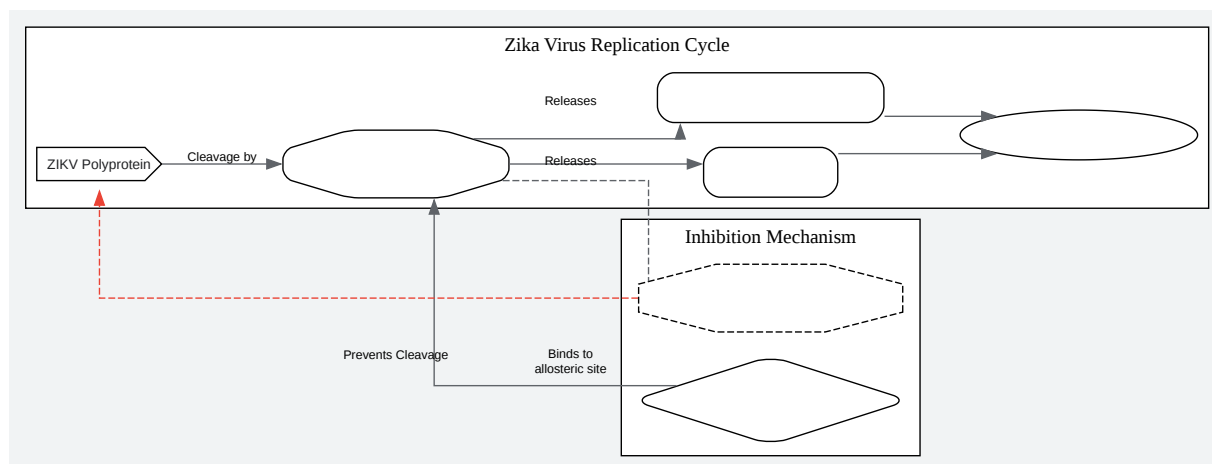 Zika Virus Replication Cycle
Releases
ZIKV Polyprotein
Cleavage by
Releases
Inhibition Mechanism
Prevents Cleavage
Binds to
allosteric site